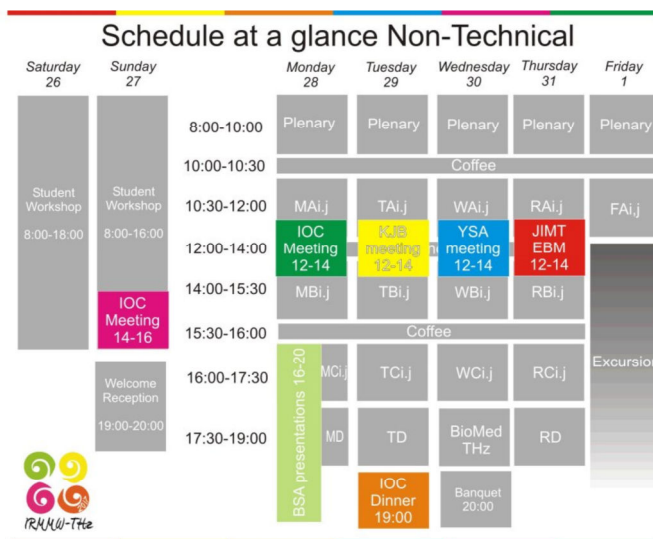 Schedule at a glance Non-Technical
Saturday
26
Sunday
27
Monday
28
Tuesday
29
Wednesday
30
Thursday
31
Friday
1
8:00-10:00
Plenary
Plenary
Plenary
Plenary
Plenary
10:00-10:30
Coffee
Student
Workshop
8:00-18:00
Student
Workshop
8:00-16:00
10:30-12:00
MAi.j
TAi.j
WAi.j
RAi.j
FAi,j
12:00-14:00
IOC
Meeting
12-14
KJB
meeting
12-14
YSA
meeting
12-14
JIMT
EBM
12-14
IOC
Meeting
14-16
14:00-15:30
MBi.j
TBi.j
WBi.j
RBi.j
15:30-16:00
Coffee
Welcome
Reception
19:00-20:00
16:00-17:30
BSA presentations 16-20
MCi.j
TCi.j
WCi.j
RCi.j
Excursion
17:30-19:00
MD
TD
BioMed
THz
RD
IOC
Dinner
19:00
Banquet
20:00
IRMMW-THz